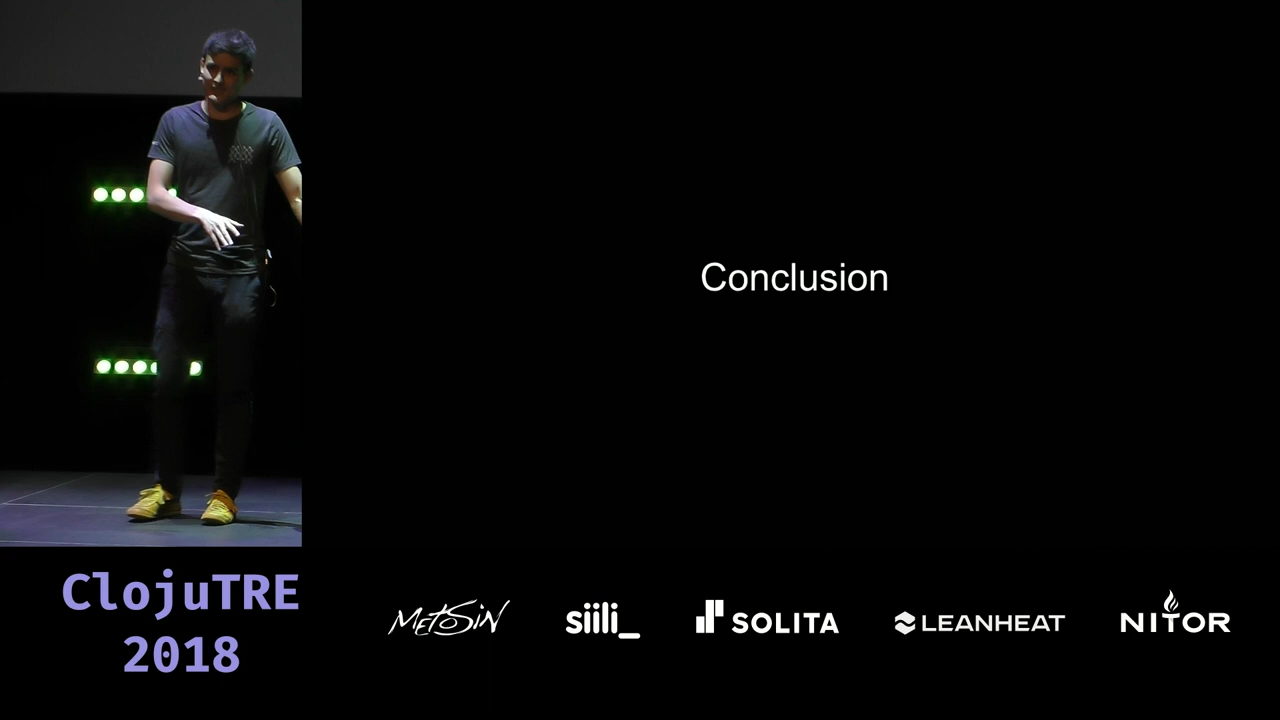 Conclusion
ClojuTRE
2018
METOSIN
siili_
SOLITA
LEANHEAT
NITOR